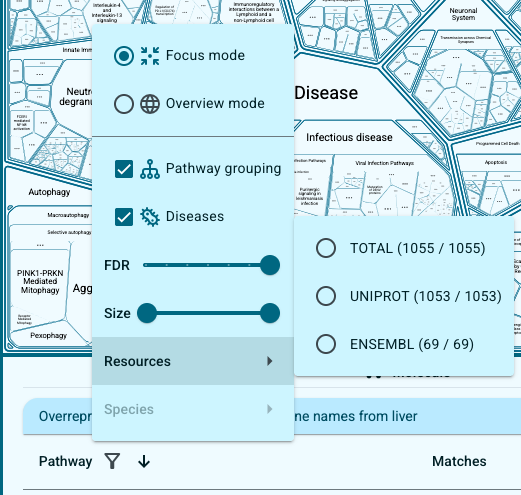 Interleukin-4
Interleukin-13
signaling
Immunoregulatory
interactions between a
Lymphoid and a
non-Lymphoid cell
Neuronal
System
Transmission across Chemical
Synapses
Focus mode
Innate Imm
Overview mode
Neutro
degranu
Disease
Infectious disease
Programmed Cell Death
Apoptosis
Viral Infection Pathways
Pathway grouping
Diseases
Autophagy
Macroautophagy
Selective autophagy
PINK1-PRKN
Mediated
Mitophagy
Agg
Pexophagy
FDR
Size
Resources
Species
TOTAL (1055 / 1055)
UNIPROT (1053 / 1053)
ENSEMBL (69 / 69)
Overrepr
ne names from liver
Pathway
Matches